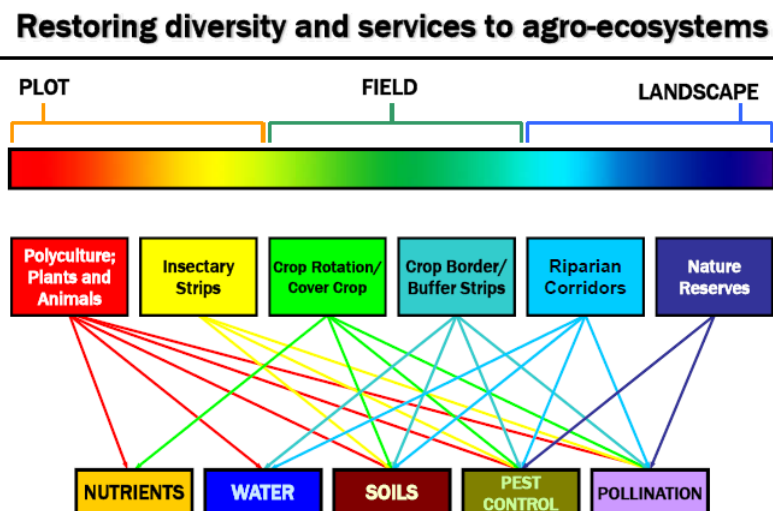 Restoring diversity and services to agro-ecosystems
PLOT
FIELD
LANDSCAPE
Polyculture;
Plants and
Animals
Insectary
Strips
Crop Rotation/
Cover Crop
Crop Border/
Buffer Strips
Riparian
Corridors
Nature
Reserves
NUTRIENTS
WATER
SOILS
PEST
CONTROL
POLLINATION